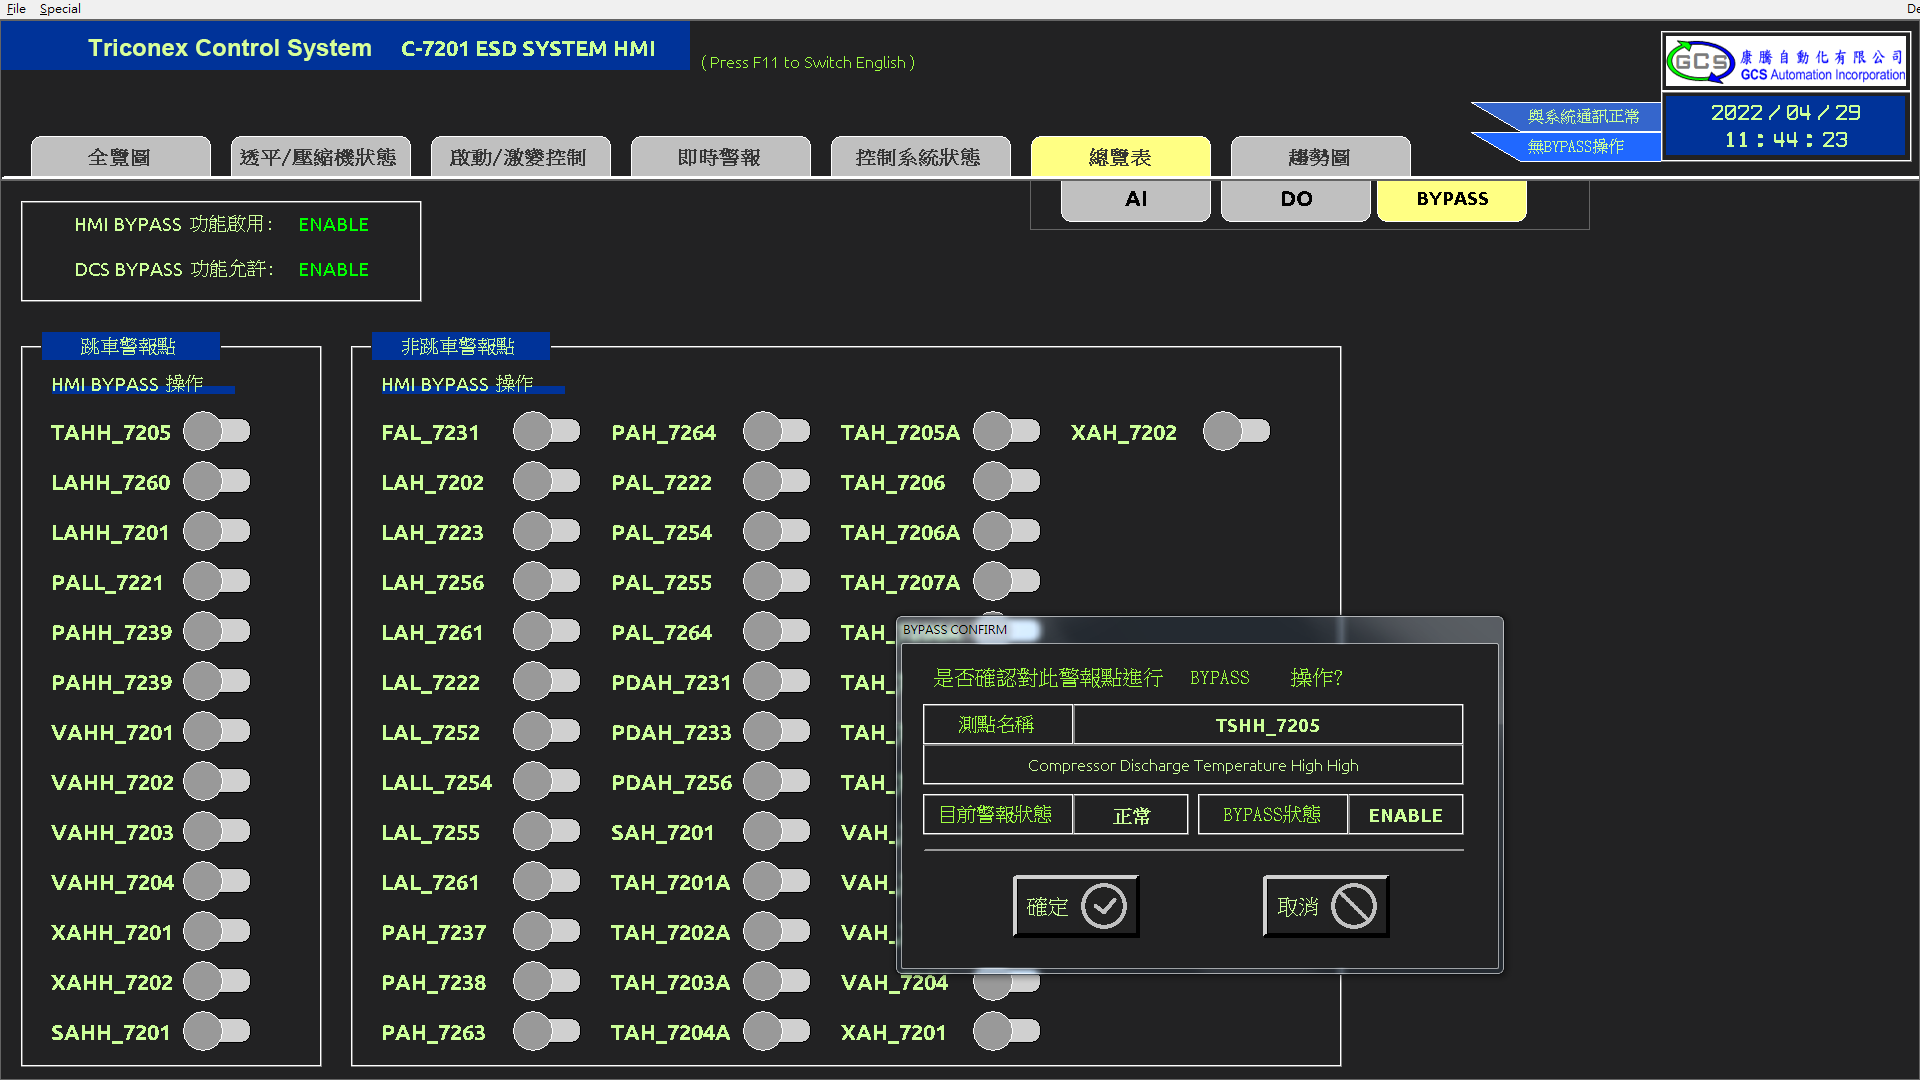 File Special De
Triconex Control System C-7201 ESD SYSTEM HMI
( Press F11 to Switch English )
GCS 康騰自動化有限公司
GCS Automation Incorporation
與系統通訊正常
無BYPASS操作
2022/04/29
11:44:23
全覽圖 透平/壓縮機狀態 啟動/激變控制 即時警報 控制系統狀態 總覽表 趨勢圖
AI DO BYPASS
HMI BYPASS 功能啟用: ENABLE
DCS BYPASS 功能允許: ENABLE
跳車警報點
HMI BYPASS 操作
TAHH_7205
LAHH_7260
LAHH_7201
PALL_7221
PAHH_7239
PAHH_7239
VAHH_7201
VAHH_7202
VAHH_7203
VAHH_7204
XAHH_7201
XAHH_7202
SAHH_7201
非跳車警報點
HMI BYPASS 操作
FAL_7231 PAH_7264 TAH_7205A XAH_7202
LAH_7202 PAL_7222 TAH_7206
LAH_7223 PAL_7254 TAH_7206A
LAH_7256 PAL_7255 TAH_7207A
LAH_7261 PAL_7264 TAH_
LAL_7222 PDAH_7231 TAH_
LAL_7252 PDAH_7233 TAH_
LALL_7254 PDAH_7256 TAH_
LAL_7255 SAH_7201 VAH_
LAL_7261 TAH_7201A VAH_
PAH_7237 TAH_7202A VAH_
PAH_7238 TAH_7203A VAH_7204
PAH_7263 TAH_7204A XAH_7201
BYPASS CONFIRM
是否確認對此警報點進行 BYPASS 操作?
測點名稱 TSHH_7205
Compressor Discharge Temperature High High
目前警報狀態 正常 BYPASS狀態 ENABLE
確定 取消